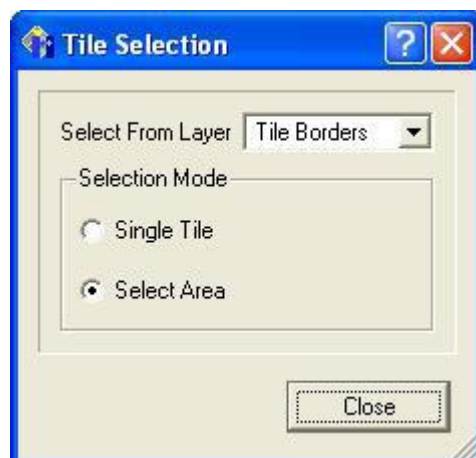 Tile Selection
?
Select From Layer Tile Borders
Selection Mode
Single Tile
Select Area
Close